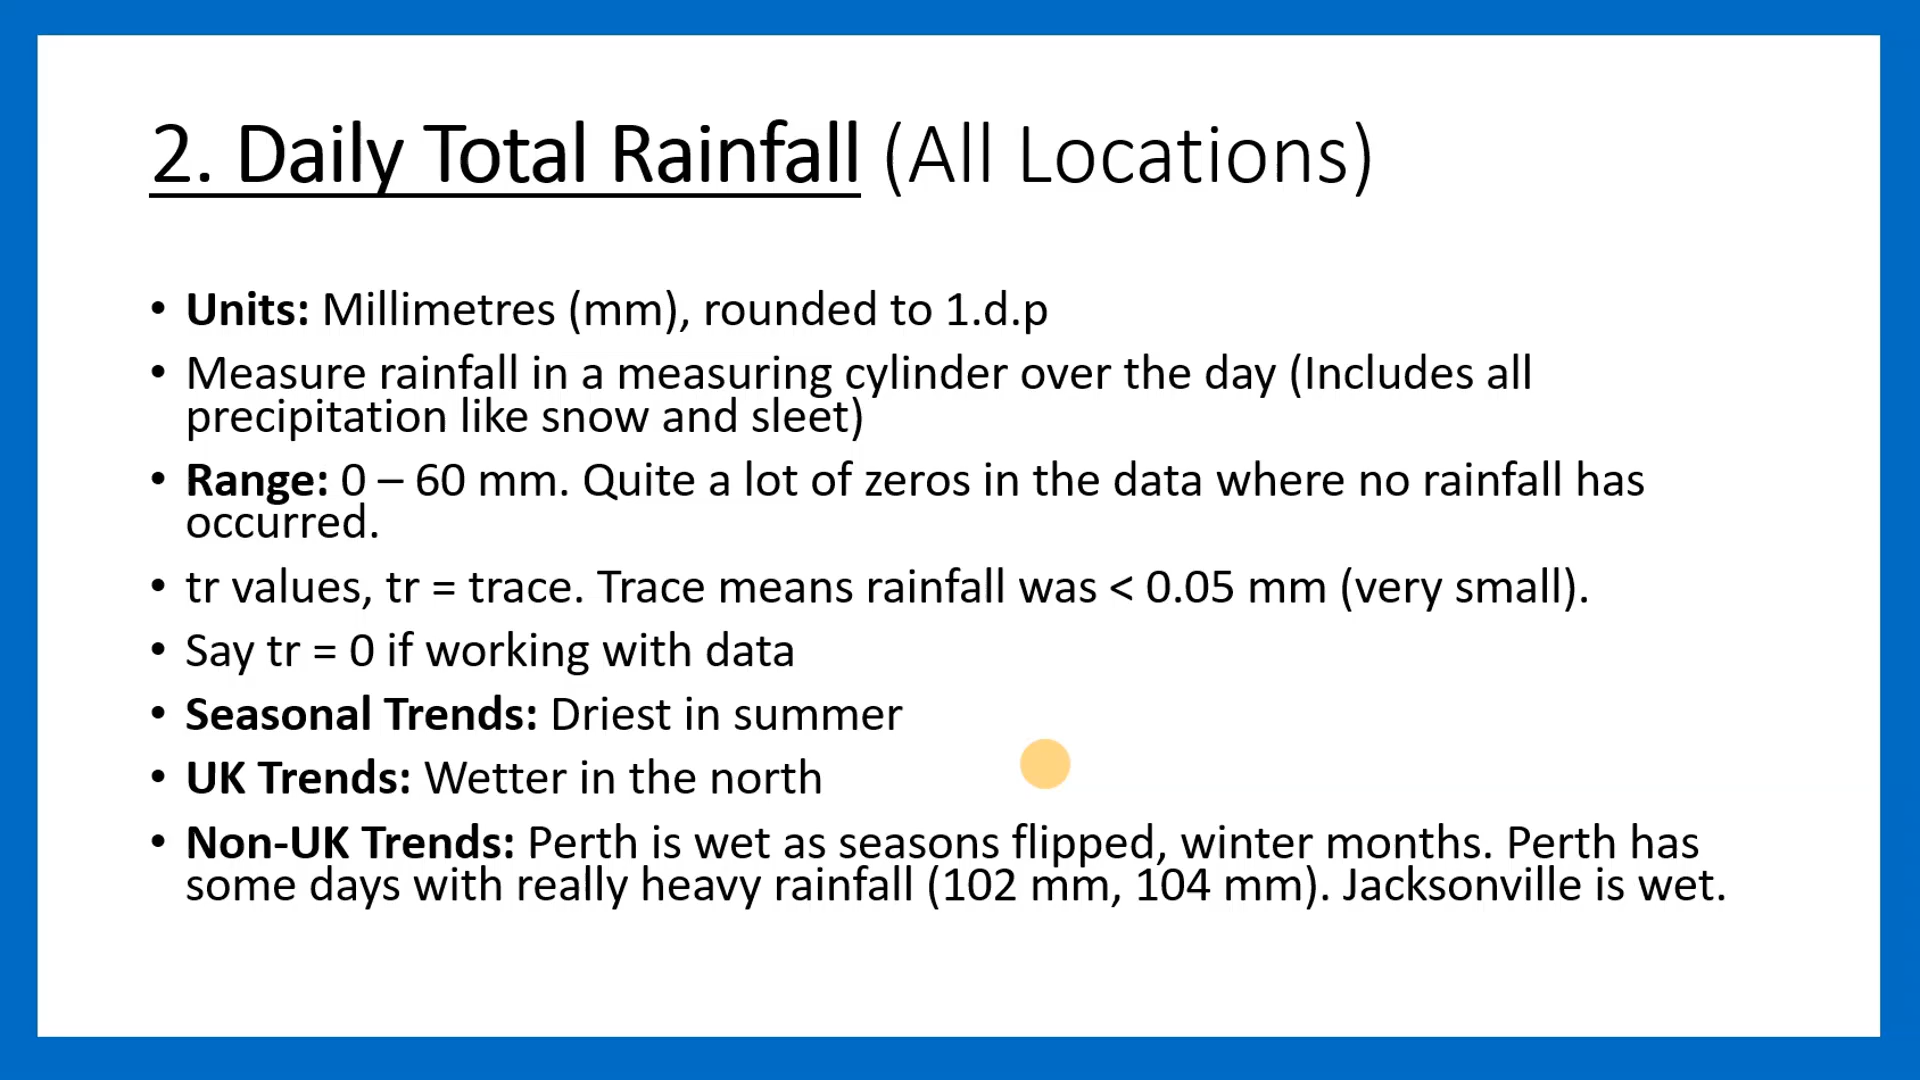 2. Daily Total Rainfall (All Locations)
• Units: Millimetres (mm), rounded to 1.d.p
• Measure rainfall in a measuring cylinder over the day (Includes all
precipitation like snow and sleet)
• Range: 0 – 60 mm. Quite a lot of zeros in the data where no rainfall has
occurred.
• tr values, tr = trace. Trace means rainfall was < 0.05 mm (very small).
• Say tr = 0 if working with data
• Seasonal Trends: Driest in summer
• UK Trends: Wetter in the north
• Non-UK Trends: Perth is wet as seasons flipped, winter months. Perth has
some days with really heavy rainfall (102 mm, 104 mm). Jacksonville is wet.